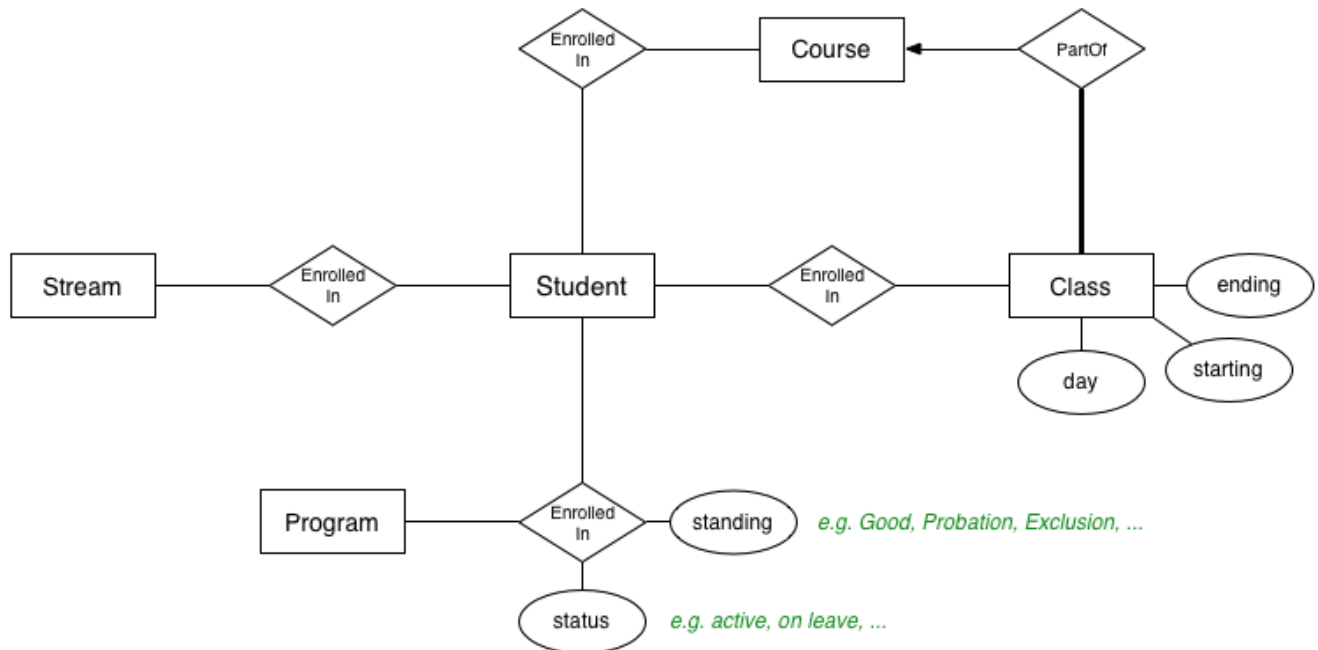 Enrolled
In
Course
PartOf
Stream
Enrolled
In
Student
Enrolled
In
Class
ending
starting
day
Program
Enrolled
In
standing
e.g. Good, Probation, Exclusion, ...
status
e.g. active, on leave, ...